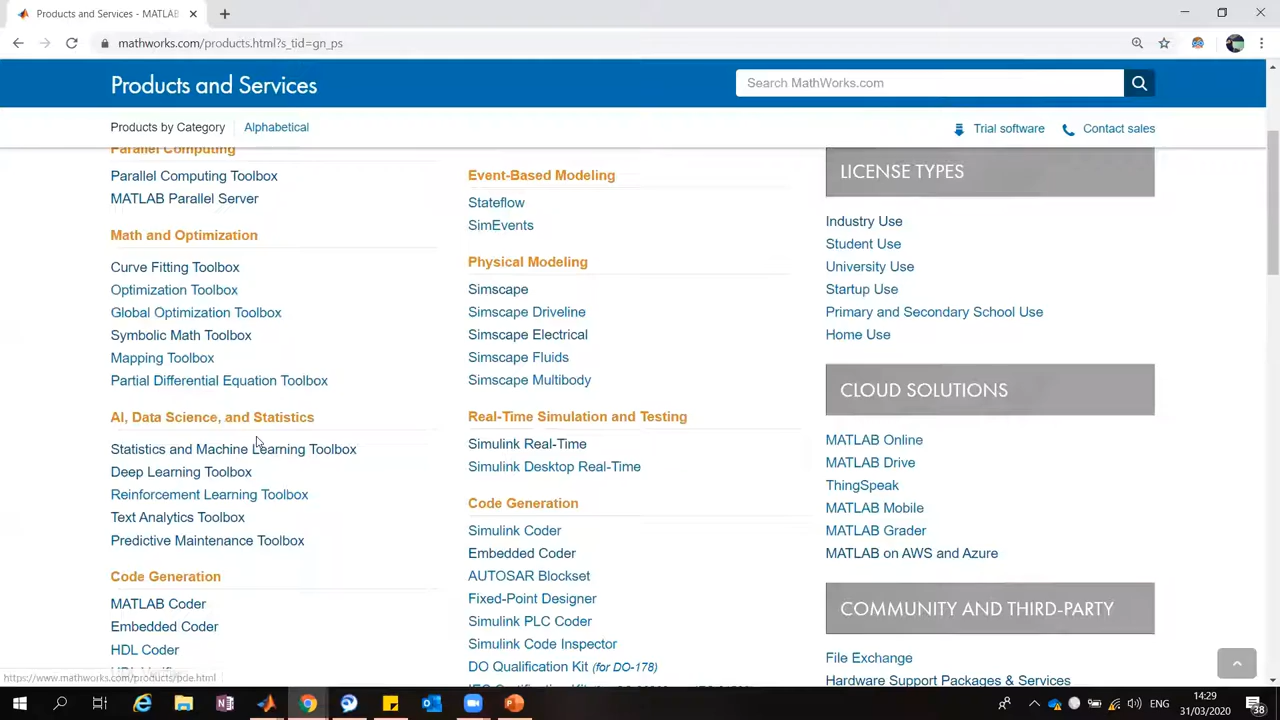 Products and Services - MATLAB
mathworks.com/products.html?s_tid=gn_ps
Products and Services
Search MathWorks.com
Products by Category
Alphabetical
Trial software
Contact sales
Parallel Computing
Parallel Computing Toolbox
MATLAB Parallel Server
Math and Optimization
Curve Fitting Toolbox
Optimization Toolbox
Global Optimization Toolbox
Symbolic Math Toolbox
Mapping Toolbox
Partial Differential Equation Toolbox
AI, Data Science, and Statistics
Statistics and Machine Learning Toolbox
Deep Learning Toolbox
Reinforcement Learning Toolbox
Text Analytics Toolbox
Predictive Maintenance Toolbox
Code Generation
MATLAB Coder
Embedded Coder
HDL Coder
Event-Based Modeling
Stateflow
SimEvents
Physical Modeling
Simscape
Simscape Driveline
Simscape Electrical
Simscape Fluids
Simscape Multibody
Real-Time Simulation and Testing
Simulink Real-Time
Simulink Desktop Real-Time
Code Generation
Simulink Coder
Embedded Coder
AUTOSAR Blockset
Fixed-Point Designer
Simulink PLC Coder
Simulink Code Inspector
DO Qualification Kit (for DO-178)
LICENSE TYPES
Industry Use
Student Use
University Use
Startup Use
Primary and Secondary School Use
Home Use
CLOUD SOLUTIONS
MATLAB Online
MATLAB Drive
ThingSpeak
MATLAB Mobile
MATLAB Grader
MATLAB on AWS and Azure
COMMUNITY AND THIRD-PARTY
File Exchange
Hardware Support Packages & Services
https://www.mathworks.com/products/pde.html
ENG
14:29
31/03/2020
38